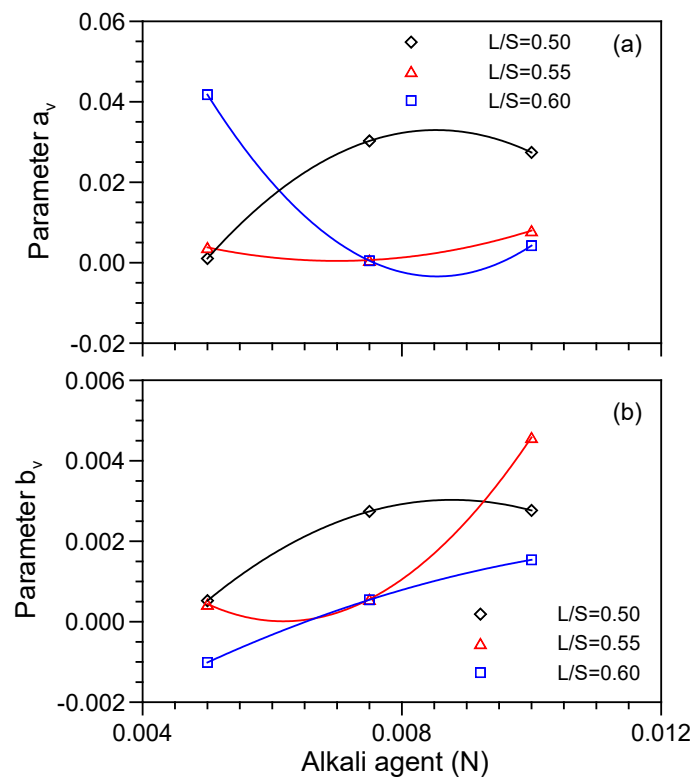 0.06
(a)
L/S=0.50
L/S=0.55
L/S=0.60
0.04
0.02
0.00
-0.02
Parameter av
0.006
(b)
0.004
0.002
0.000
-0.002
Parameter bv
L/S=0.50
L/S=0.55
L/S=0.60
0.004
0.008
0.012
Alkali agent (N)